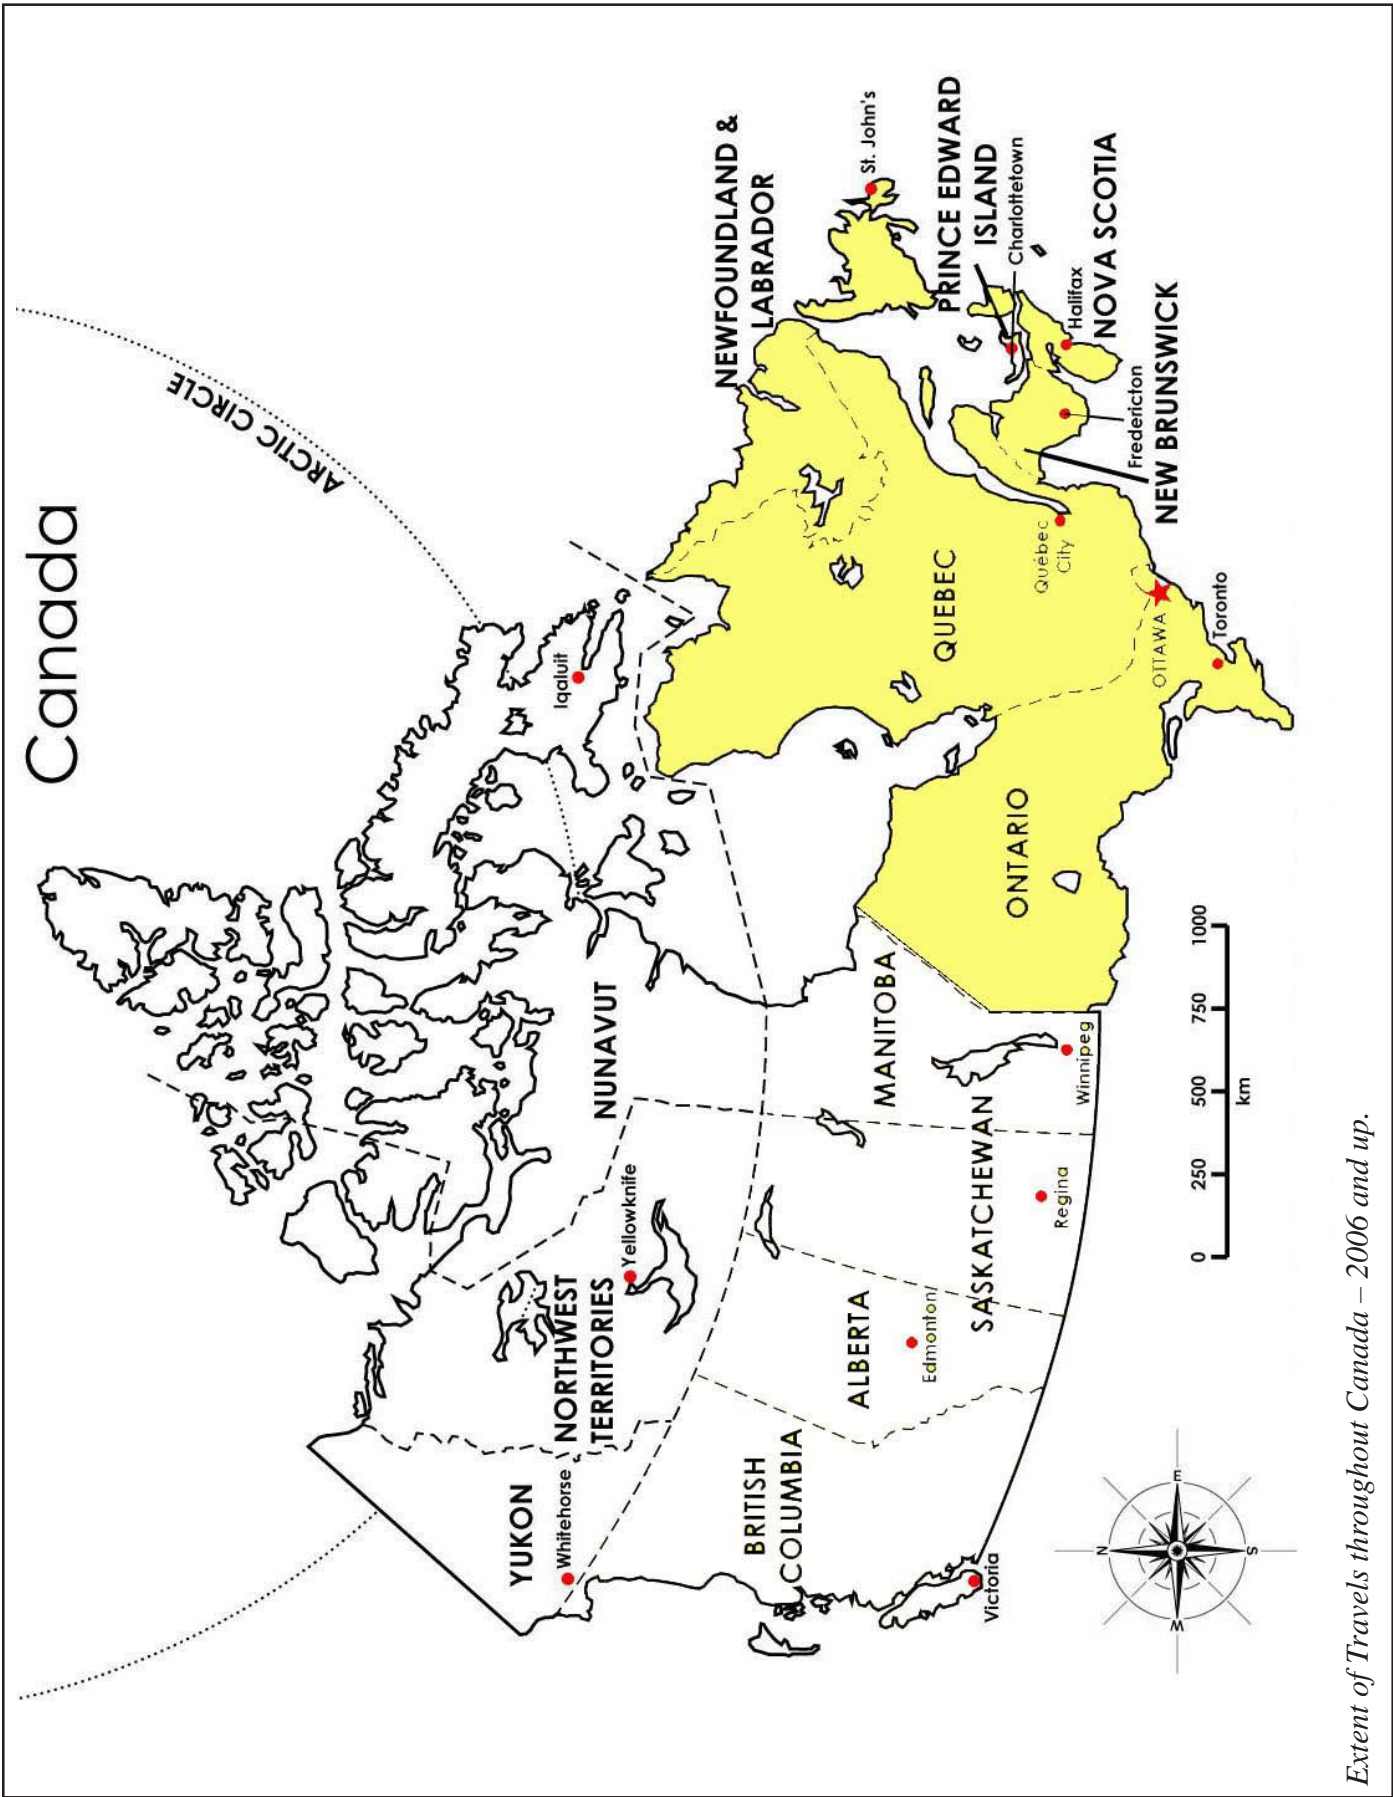 Canada
ARCTIC CIRCLE
YUKON
Whitehorse
NORTHWEST
TERRITORIES
Yellowknife
NUNAVUT
Iqaluit
BRITISH
COLUMBIA
Victoria
ALBERTA
Edmonton
SASKATCHEWAN
Regina
MANITOBA
Winnipeg
ONTARIO
OTTAWA
Toronto
QUEBEC
Québec
City
NEWFOUNDLAND &
LABRADOR
St. John's
PRINCE EDWARD
ISLAND
Charlottetown
Halifax
NOVA SCOTIA
Fredericton
NEW BRUNSWICK
N
E
S
W
0 250 500 750 1000
km
Extent of Travels throughout Canada – 2006 and up.